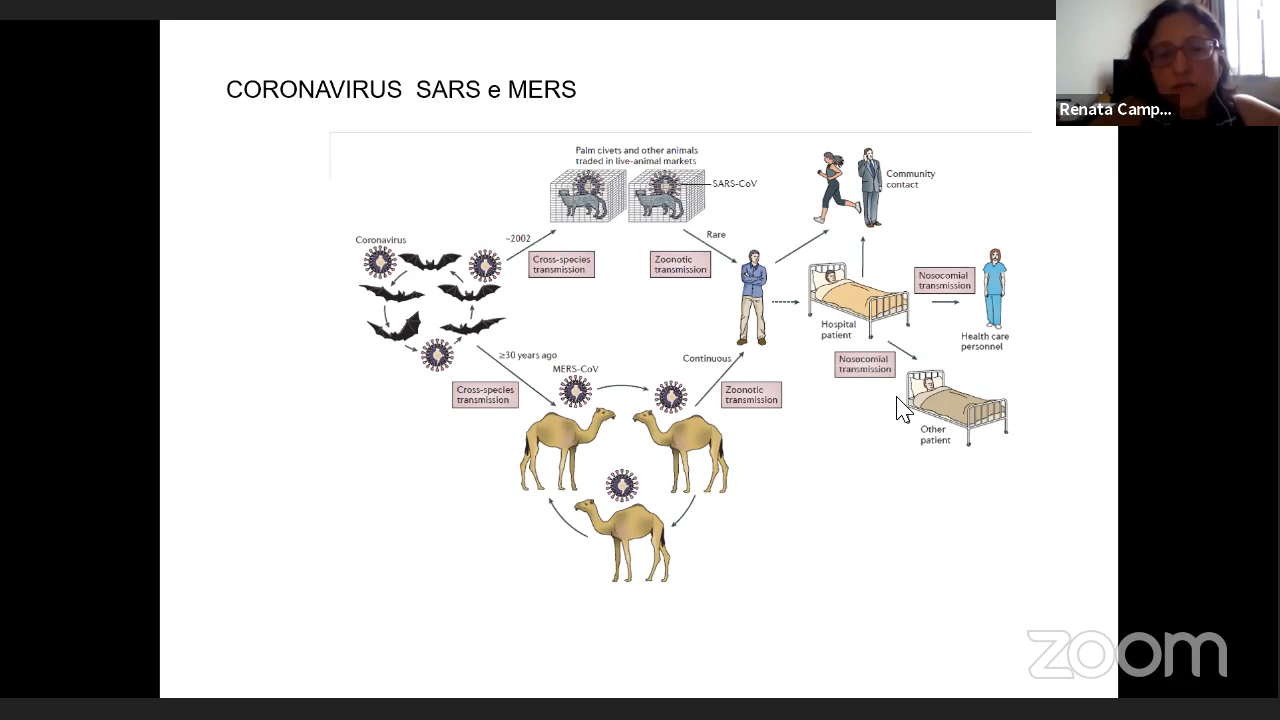 CORONAVIRUS SARS e MERS
Renata Camp...
Palm civets and other animals
traded in live-animal markets
SARS-CoV
Community
contact
Coronavirus
~2002
Rare
Cross-species
transmission
Zoonotic
transmission
Nosocomial
transmission
Hospital
patient
Health care
personnel
≥30 years ago
MERS-CoV
Continuous
Nosocomial
transmission
Cross-species
transmission
Zoonotic
transmission
Other
patient
zoom